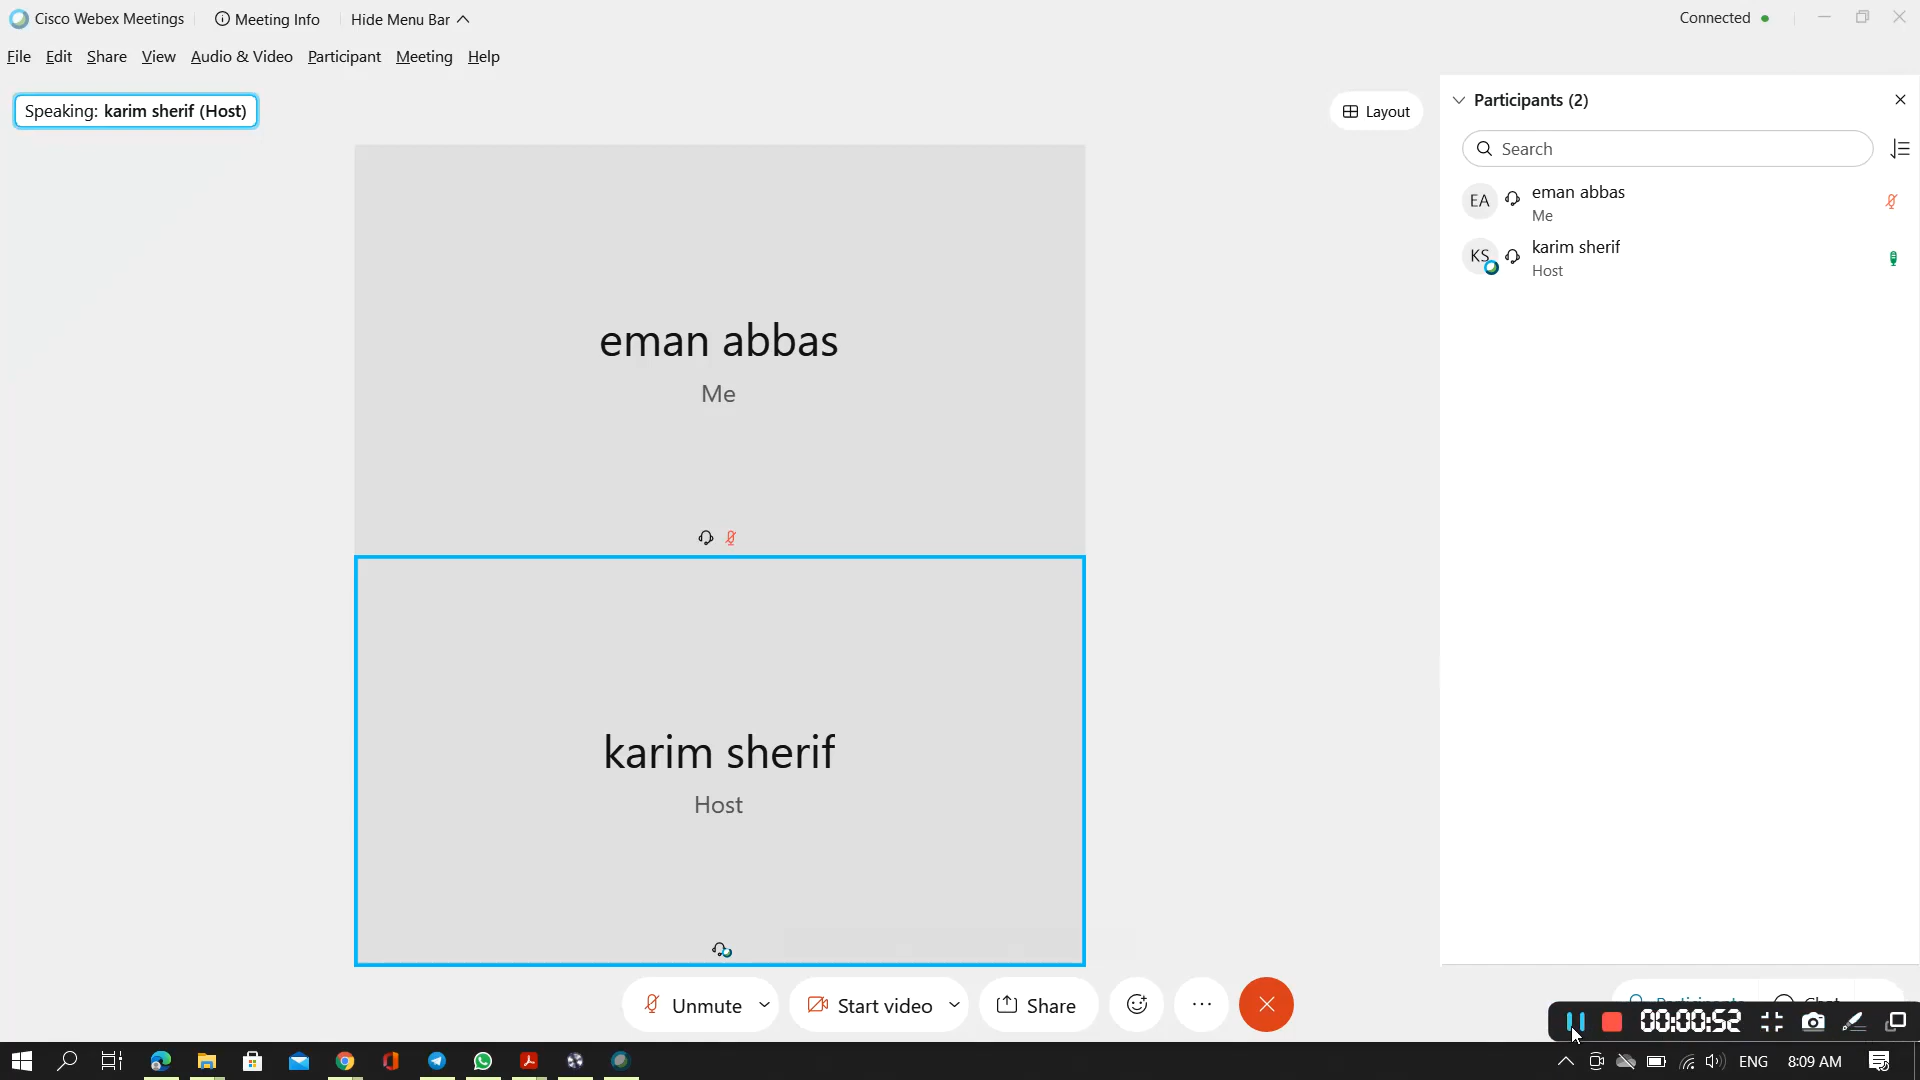 Cisco Webex Meetings
Meeting Info
Hide Menu Bar
Connected
File Edit Share View Audio & Video Participant Meeting Help
Speaking: karim sherif (Host)
Layout
Participants (2)
Search
EA
eman abbas
Me
KS
karim sherif
Host
eman abbas
Me
karim sherif
Host
Unmute
Start video
Share
Participants
Chat
00:00:52
ENG
8:09 AM